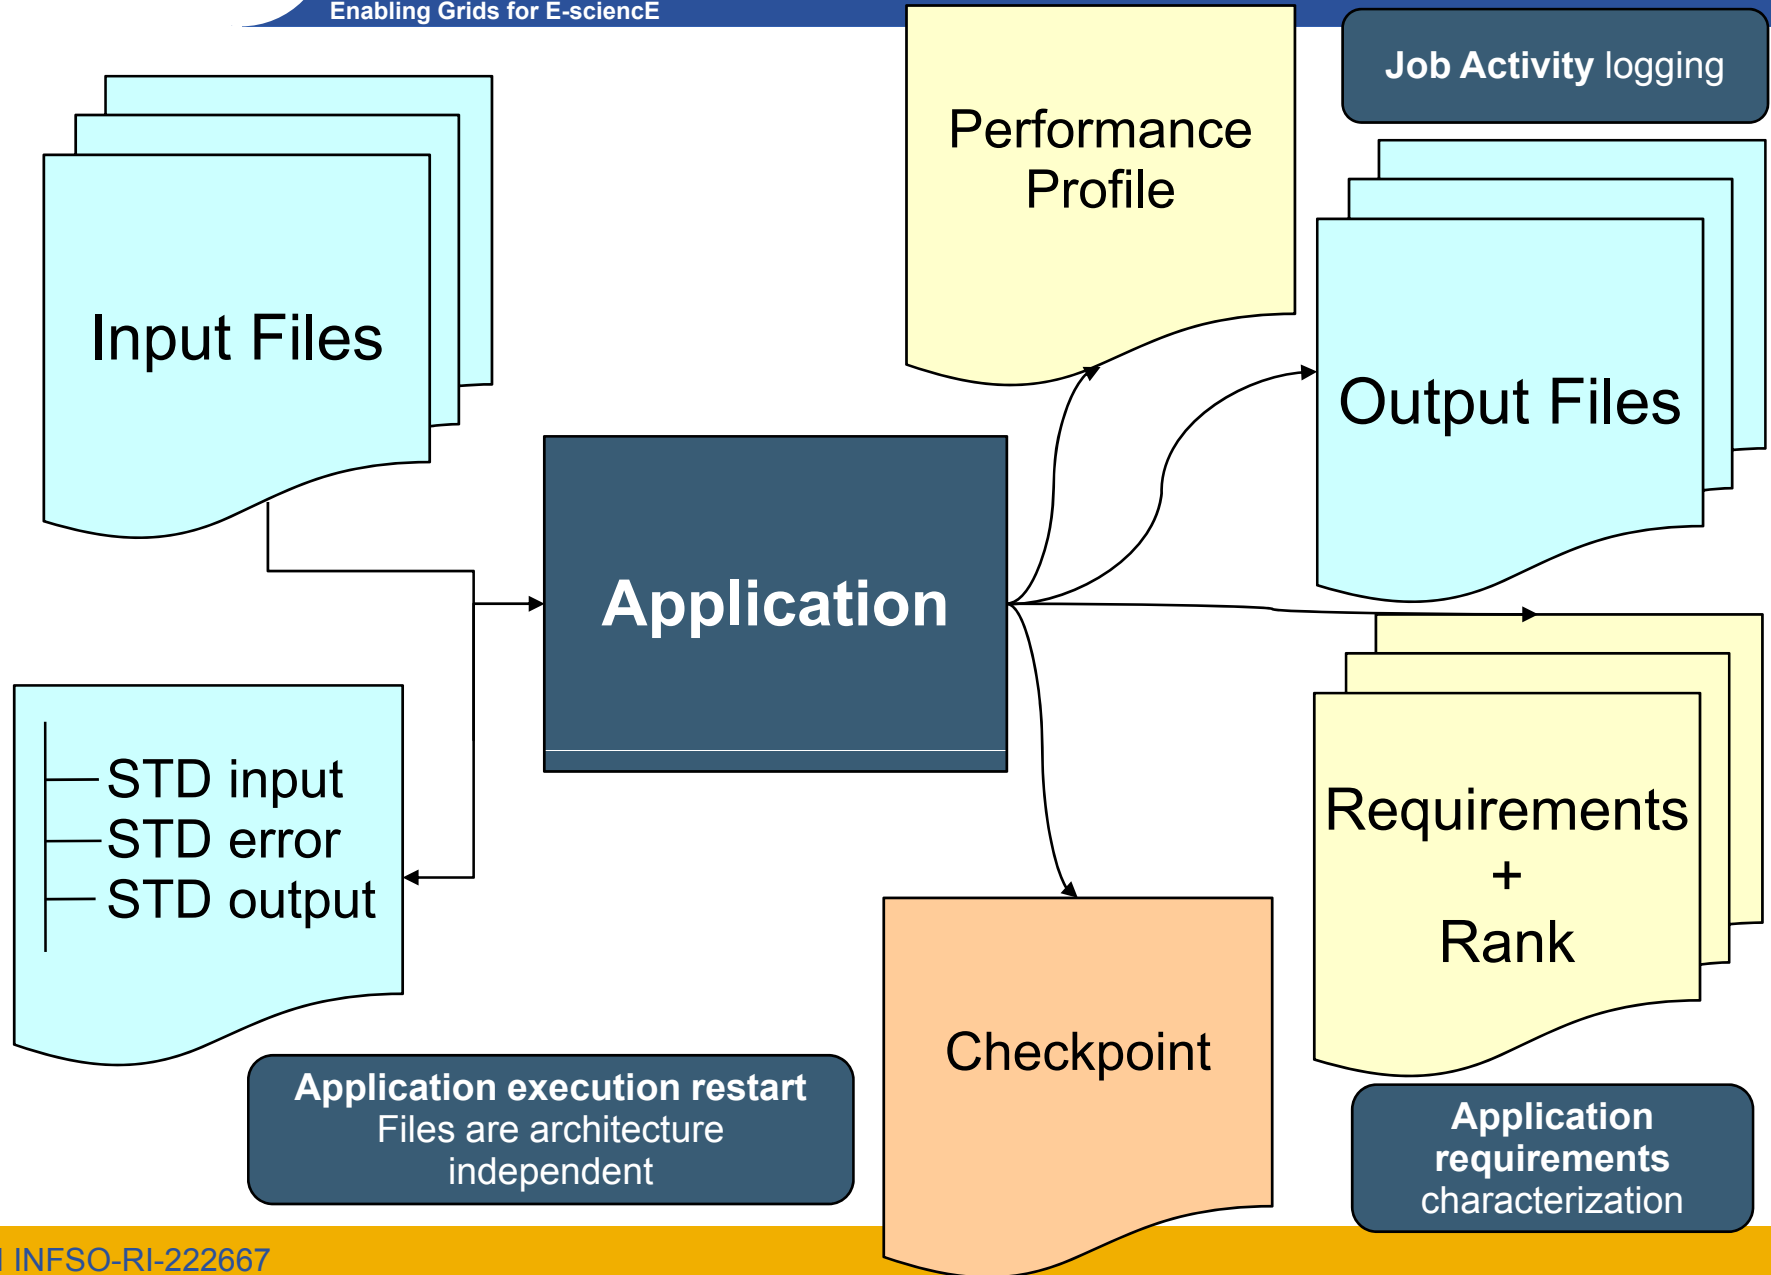 Enabling Grids for E-sciencE
Job Activity logging
Performance
Profile
Input Files
Output Files
Application
STD input
STD error
STD output
Requirements
+
Rank
Checkpoint
Application execution restart
Files are architecture
independent
Application
requirements
characterization
INFSO-RI-222667